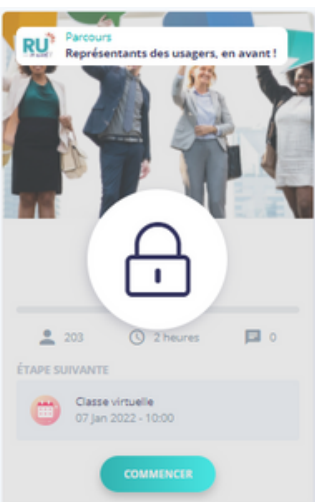 RU
Parcours
Représentants des usagers, en avant !
203
2 heures
0
ÉTAPE SUIVANTE
Classe virtuelle
07 Jan 2022 - 10:00
COMMENCER